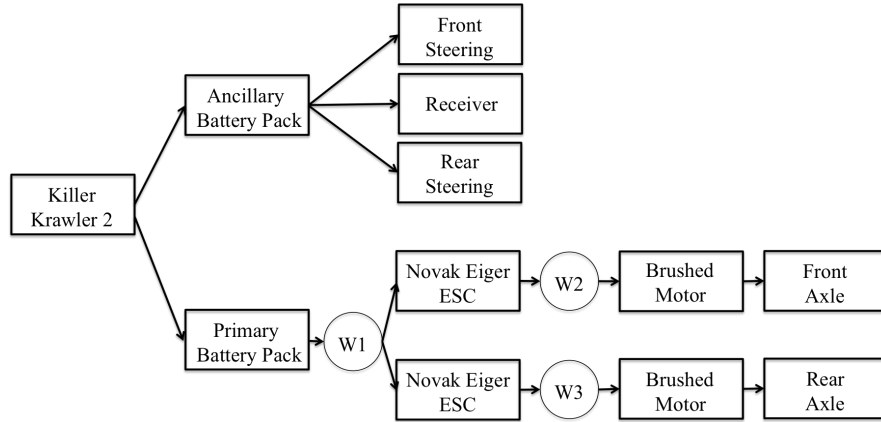 Front
Steering
Ancillary
Battery Pack
Receiver
Rear
Steering
Killer
Krawler 2
Novak Eiger
ESC
W2
Brushed
Motor
Front
Axle
Primary
Battery Pack
W1
Novak Eiger
ESC
W3
Brushed
Motor
Rear
Axle